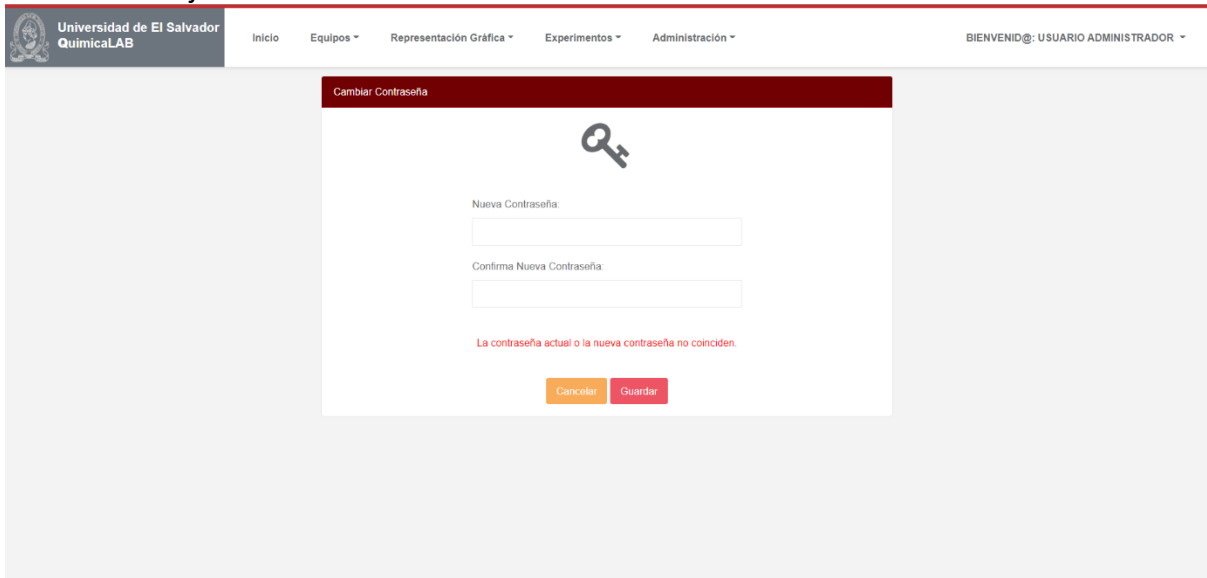 Universidad de El Salvador
QuimicaLAB
Inicio
Equipos
Representación Gráfica
Experimentos
Administración
BIENVENID@: USUARIO ADMINISTRADOR
Cambiar Contraseña
Nueva Contraseña:
Confirma Nueva Contraseña:
La contraseña actual o la nueva contraseña no coinciden.
Cancelar
Guardar